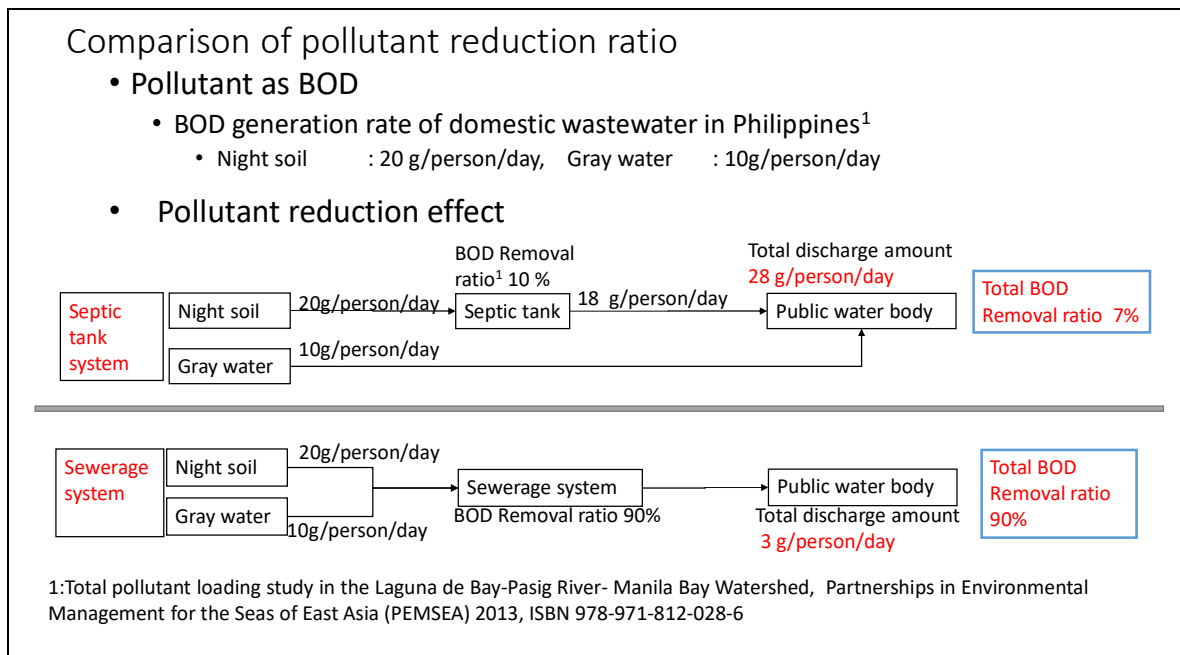 Comparison of pollutant reduction ratio
• Pollutant as BOD
• BOD generation rate of domestic wastewater in Philippines¹
• Night soil : 20 g/person/day, Gray water : 10g/person/day
• Pollutant reduction effect
BOD Removal
ratio¹ 10 %
Total discharge amount
28 g/person/day
Septic
tank
system
Night soil
20g/person/day
Septic tank
18 g/person/day
Public water body
Total BOD
Removal ratio 7%
Gray water
10g/person/day
Sewerage
system
Night soil
20g/person/day
Gray water
10g/person/day
Sewerage system
BOD Removal ratio 90%
Public water body
Total discharge amount
3 g/person/day
Total BOD
Removal ratio
90%
1:Total pollutant loading study in the Laguna de Bay-Pasig River- Manila Bay Watershed, Partnerships in Environmental
Management for the Seas of East Asia (PEMSEA) 2013, ISBN 978-971-812-028-6